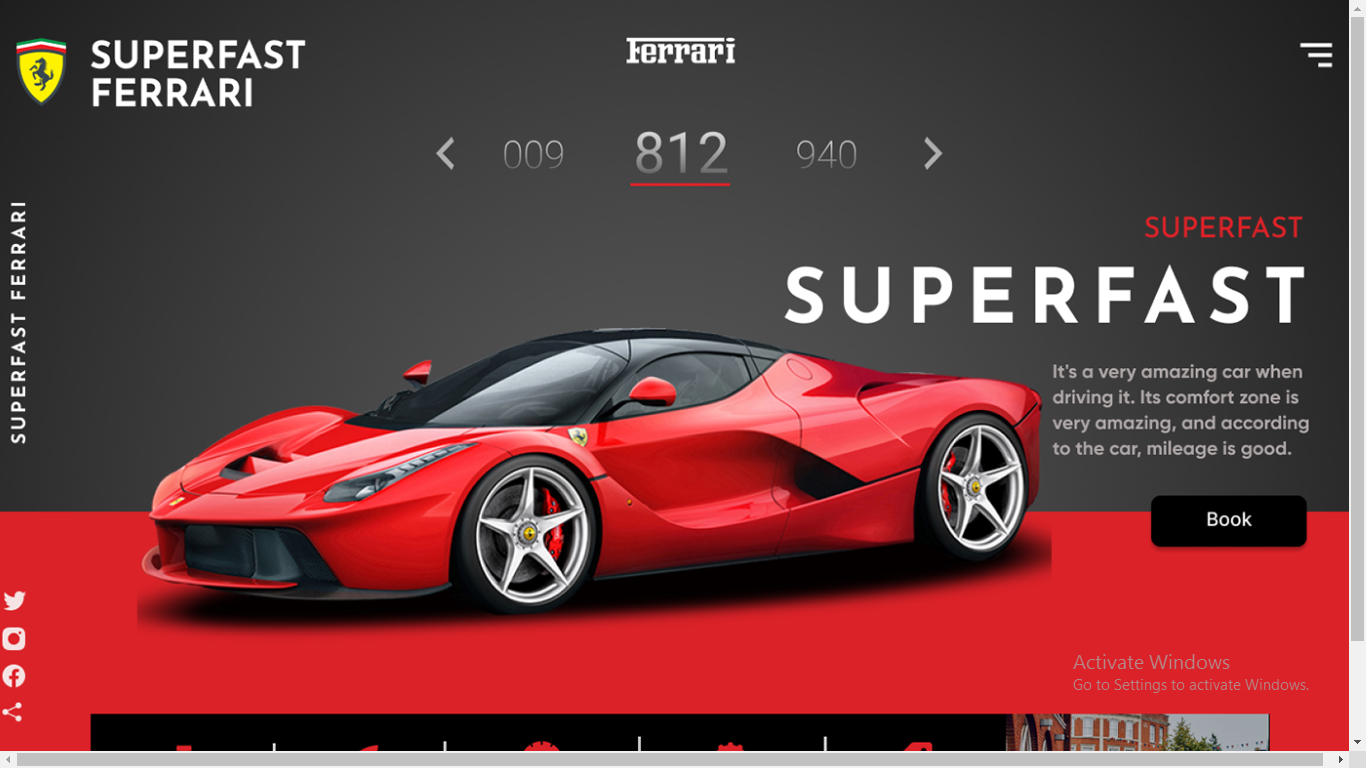 SUPERFAST
FERRARI
Ferrari
009
812
940
SUPERFAST FERRARI
SUPERFAST
SUPERFAST
It's a very amazing car when
driving it. Its comfort zone is
very amazing, and according
to the car, mileage is good.
Book
Activate Windows
Go to Settings to activate Windows.